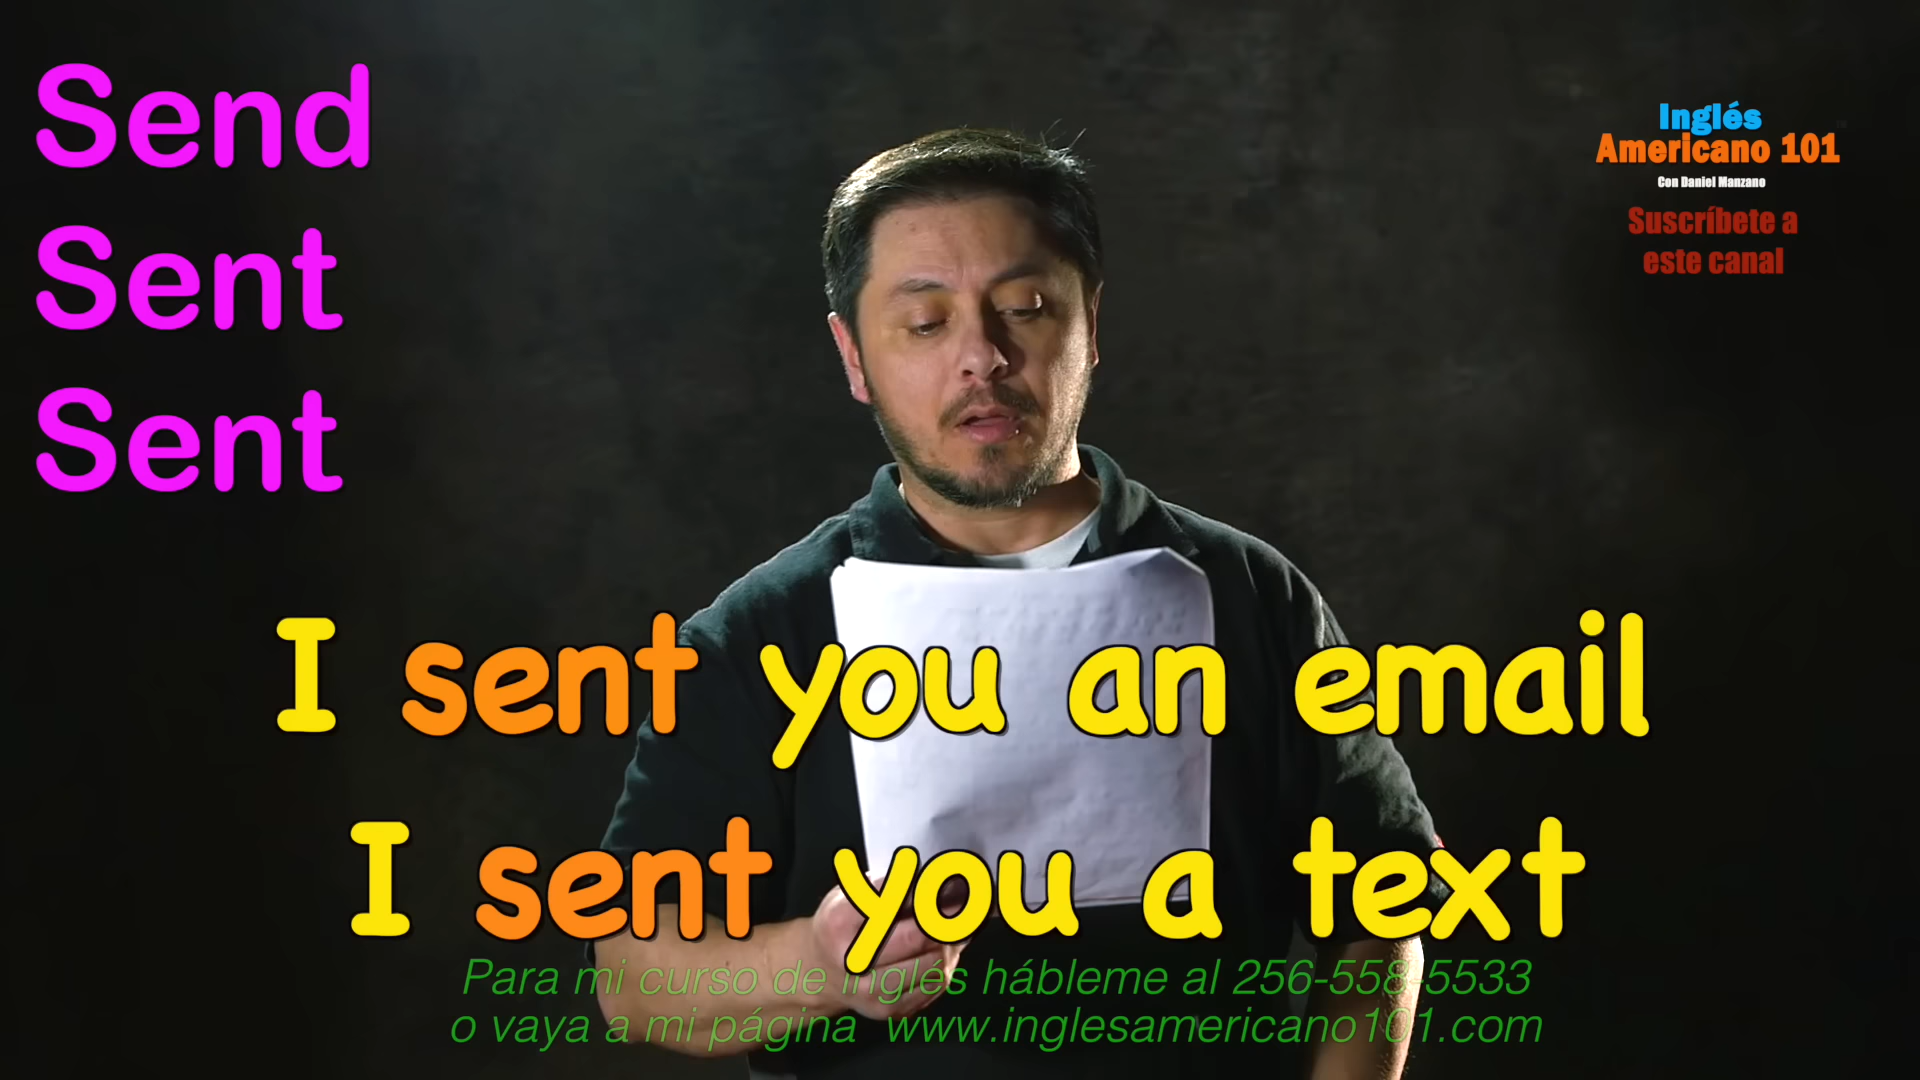 Send
Sent
Sent
Inglés
Americano 101
Con Daniel Manzano
Suscríbete a
este canal
I sent you an email
I sent you a text
Para mi curso de inglés hábleme al 256-558-5533
o vaya a mi página www.inglesamericano101.com